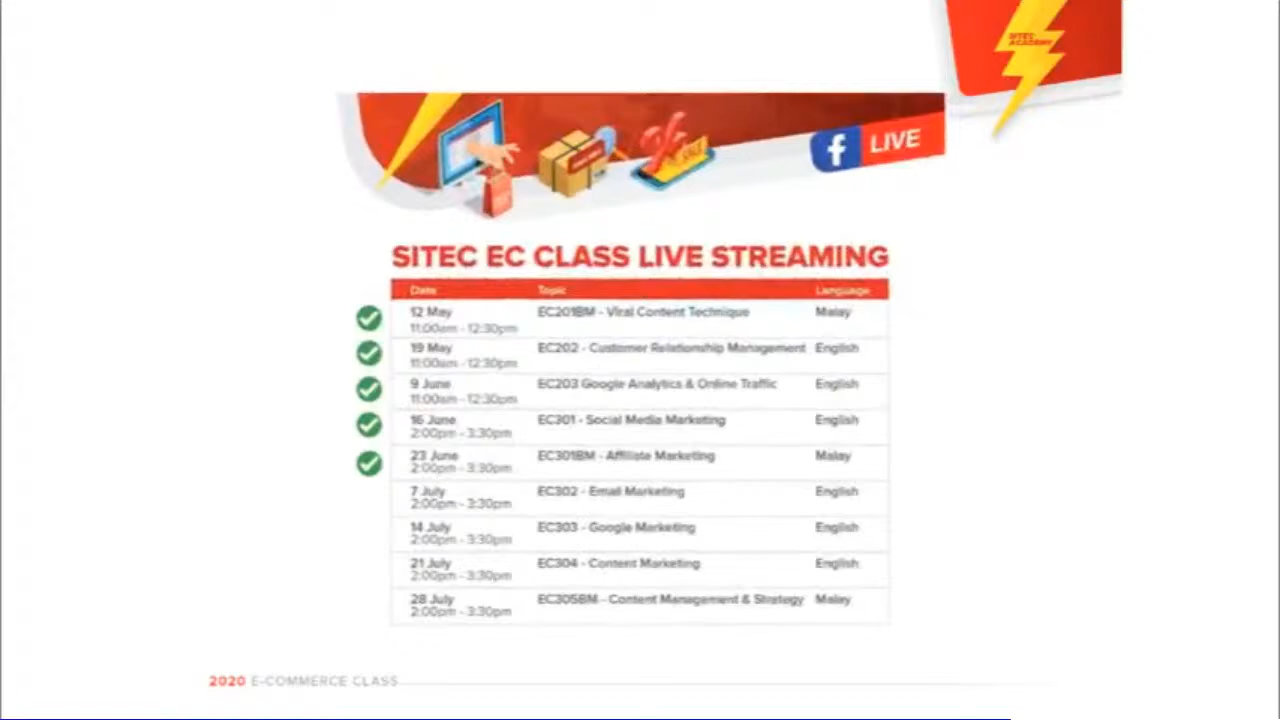 SITEC
ACADEMY
SALE
f LIVE
SITEC EC CLASS LIVE STREAMING
Date Topic Language
12 May EC201BM - Viral Content Technique Malay
11:00am - 12:30pm
19 May EC202 - Customer Relationship Management English
11:00am - 12:30pm
9 June EC203 Google Analytics & Online Traffic English
11:00am - 12:30pm
16 June EC301 - Social Media Marketing English
2:00pm - 3:30pm
23 June EC301BM - Affiliate Marketing Malay
2:00pm - 3:30pm
7 July EC302 - Email Marketing English
2:00pm - 3:30pm
14 July EC303 - Google Marketing English
2:00pm - 3:30pm
21 July EC304 - Content Marketing English
2:00pm - 3:30pm
28 July EC305BM - Content Management & Strategy Malay
2:00pm - 3:30pm
2020 E-COMMERCE CLASS